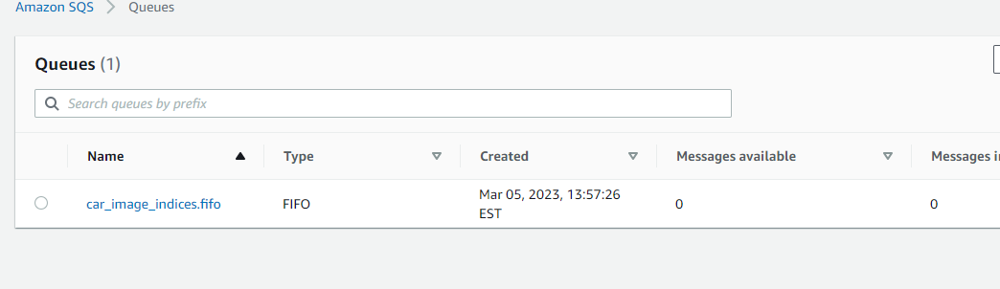 Amazon SQS > Queues
Queues (1)
Search queues by prefix
Name Type Created Messages available Messages i
car_image_indices.fifo FIFO Mar 05, 2023, 13:57:26 0 0
EST